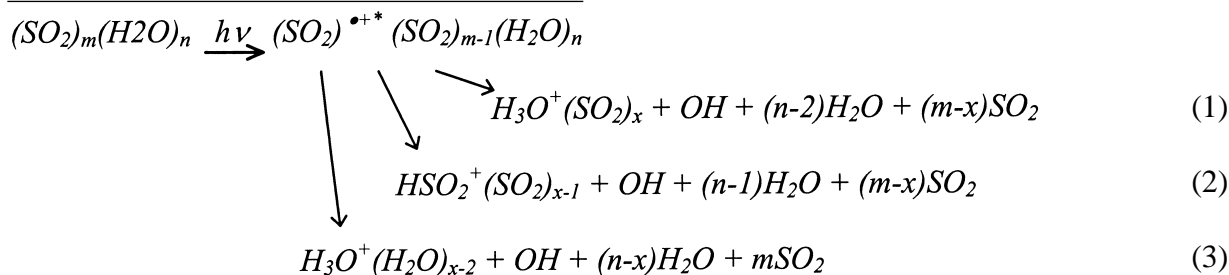 (SO₂)ₘ(H2O)ₙ hν (SO₂)•⁺* (SO₂)ₘ₋₁(H₂O)ₙ
H₃O⁺(SO₂)ₓ + OH + (n-2)H₂O + (m-x)SO₂ (1)
HSO₂⁺(SO₂)ₓ₋₁ + OH + (n-1)H₂O + (m-x)SO₂ (2)
H₃O⁺(H₂O)ₓ₋₂ + OH + (n-x)H₂O + mSO₂ (3)